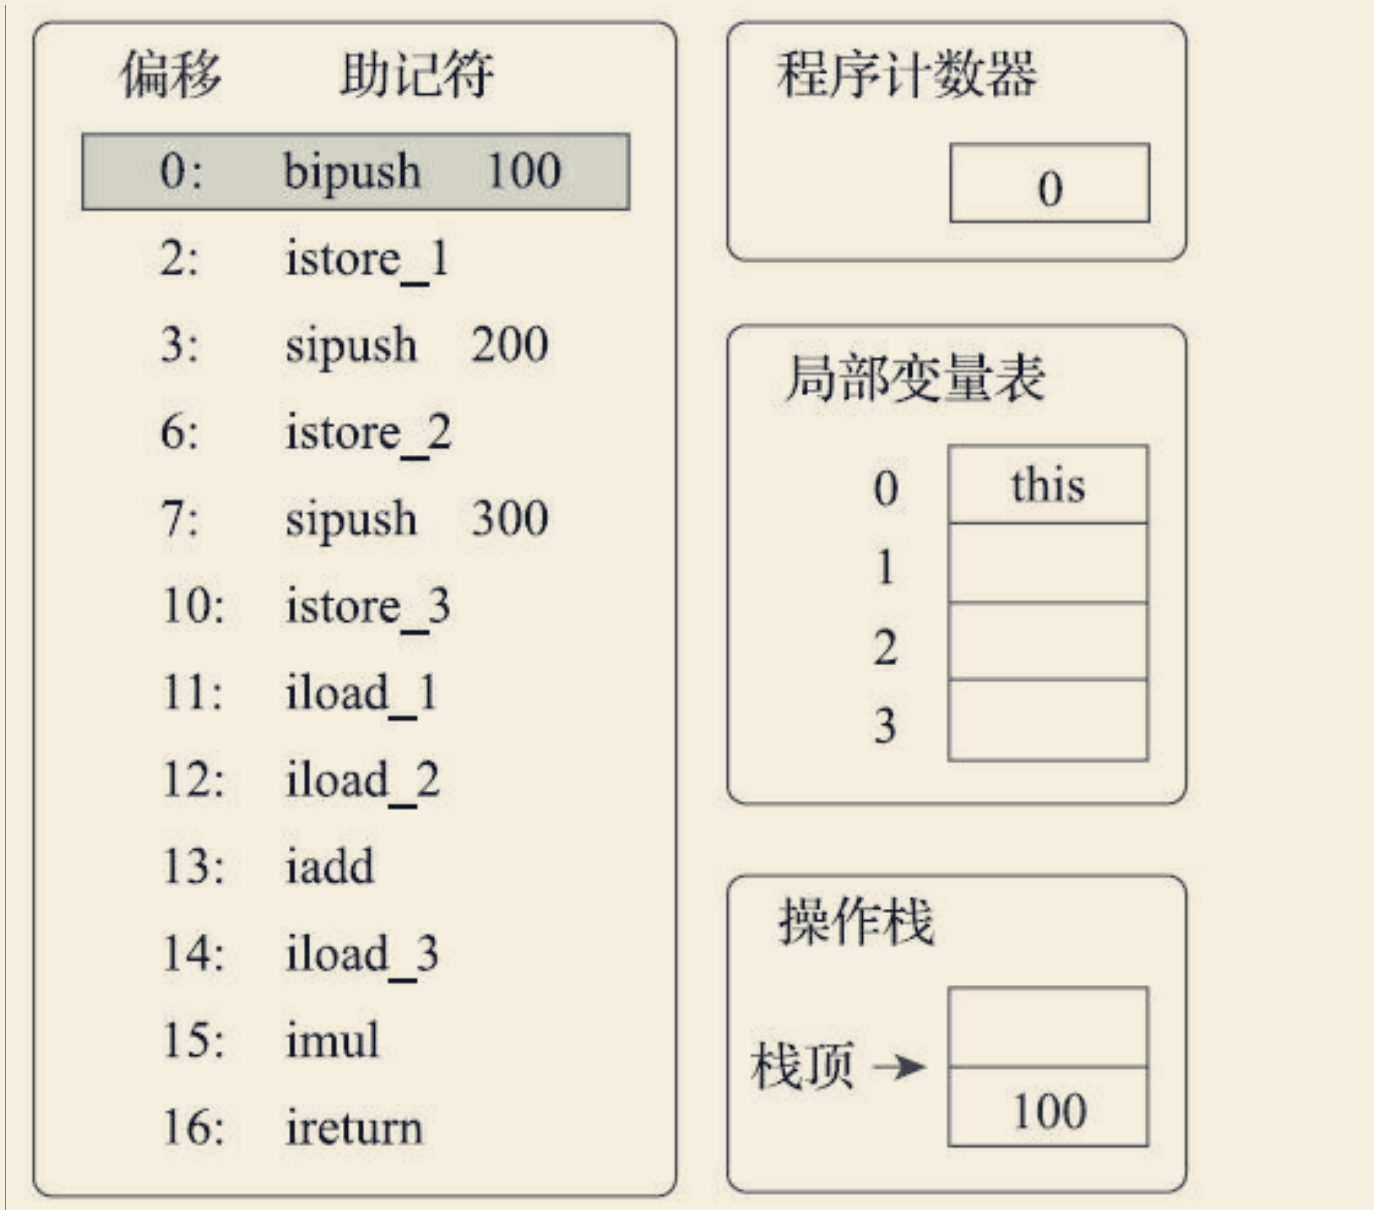 偏移 助记符
0: bipush 100
2: istore_1
3: sipush 200
6: istore_2
7: sipush 300
10: istore_3
11: iload_1
12: iload_2
13: iadd
14: iload_3
15: imul
16: ireturn
程序计数器
0
局部变量表
0 this
1
2
3
操作栈
栈顶
100